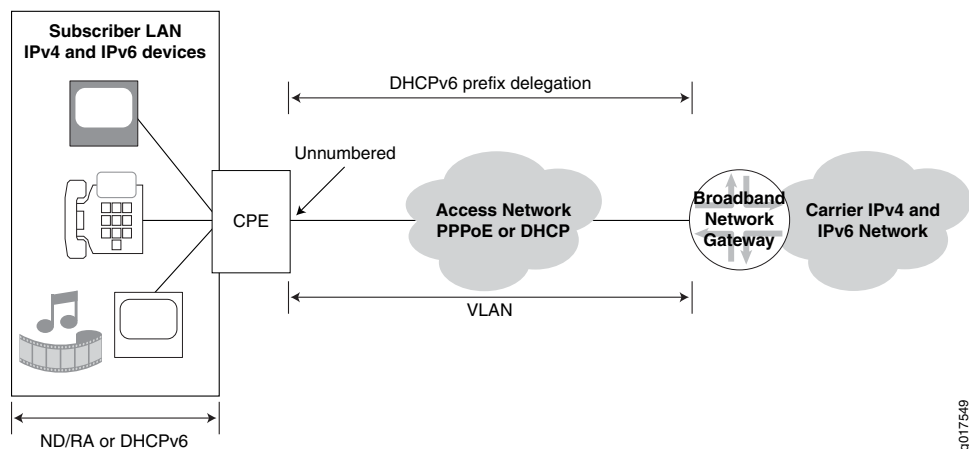 Subscriber LAN
IPv4 and IPv6 devices
DHCPv6 prefix delegation
Unnumbered
CPE
Access Network
PPPoE or DHCP
Broadband
Network
Gateway
Carrier IPv4 and
IPv6 Network
VLAN
ND/RA or DHCPv6
g017549